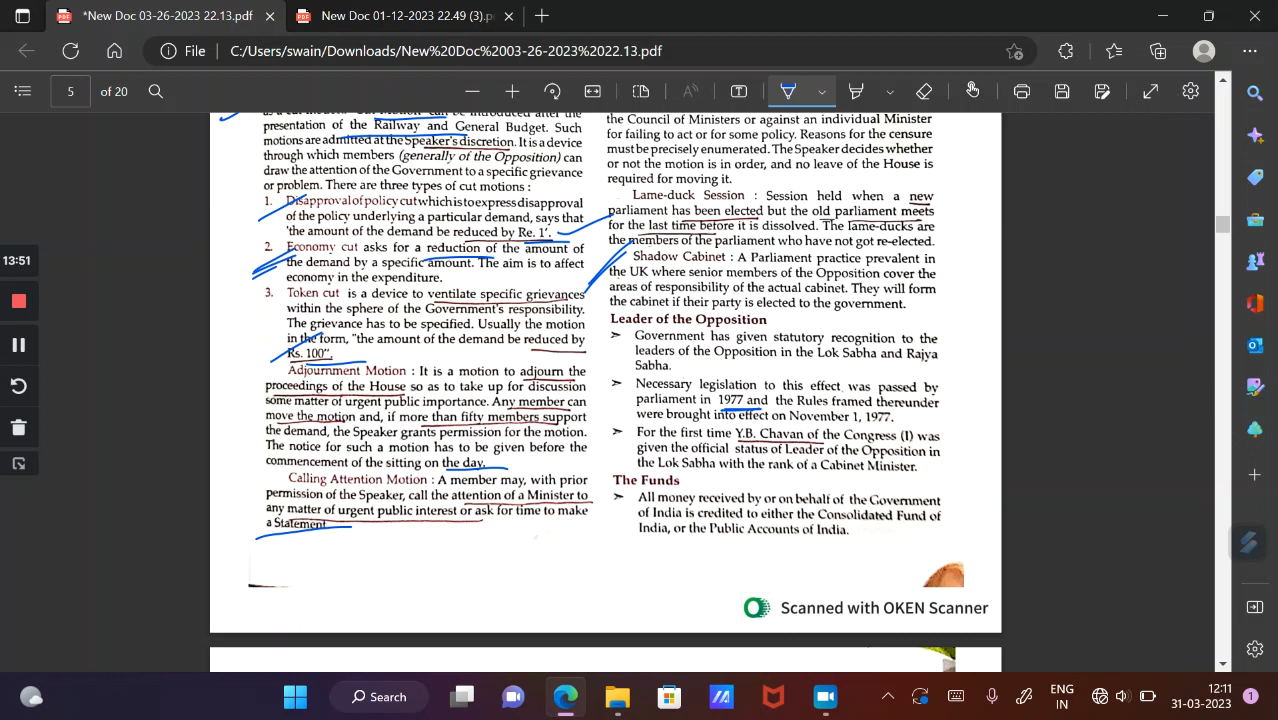 *New Doc 03-26-2023 22.13.pdf
New Doc 01-12-2023 22.49 (3).p
File C:/Users/swain/Downloads/New%20Doc%2003-26-2023%2022.13.pdf
5 of 20
be introduced after the
presentation of the Railway and General Budget. Such
motions are admitted at the Speaker's discretion. It is a device
through which members (generally of the Opposition) can
draw the attention of the Government to a specific grievance
or problem. There are three types of cut motions :
1. Disapproval of policy cut which is to express disapproval
of the policy underlying a particular demand, says that
'the amount of the demand be reduced by Re. 1'.
2. Economy cut asks for a reduction of the amount of
the demand by a specific amount. The aim is to affect
economy in the expenditure.
3. Token cut is a device to ventilate specific grievances
within the sphere of the Government's responsibility.
The grievance has to be specified. Usually the motion
in the form, "the amount of the demand be reduced by
Rs. 100".
Adjournment Motion : It is a motion to adjourn the
proceedings of the House so as to take up for discussion
some matter of urgent public importance. Any member can
move the motion and, if more than fifty members support
the demand, the Speaker grants permission for the motion.
The notice for such a motion has to be given before the
commencement of the sitting on the day.
Calling Attention Motion : A member may, with prior
permission of the Speaker, call the attention of a Minister to
any matter of urgent public interest or ask for time to make
a Statement
the Council of Ministers or against an individual Minister
for failing to act or for some policy. Reasons for the censure
must be precisely enumerated. The Speaker decides whether
or not the motion is in order, and no leave of the House is
required for moving it.
Lame-duck Session : Session held when a new
parliament has been elected but the old parliament meets
for the last time before it is dissolved. The lame-ducks are
the members of the parliament who have not got re-elected.
Shadow Cabinet : A Parliament practice prevalent in
the UK where senior members of the Opposition cover the
areas of responsibility of the actual cabinet. They will form
the cabinet if their party is elected to the government.
Leader of the Opposition
➢ Government has given statutory recognition to the
leaders of the Opposition in the Lok Sabha and Rajya
Sabha.
➢ Necessary legislation to this effect was passed by
parliament in 1977 and the Rules framed thereunder
were brought into effect on November 1, 1977.
➢ For the first time Y.B. Chavan of the Congress (I) was
given the official status of Leader of the Opposition in
the Lok Sabha with the rank of a Cabinet Minister.
The Funds
➢ All money received by or on behalf of the Government
of India is credited to either the Consolidated Fund of
India, or the Public Accounts of India.
Scanned with OKEN Scanner
13:51
Search
ENG
IN
12:11
31-03-2023
1